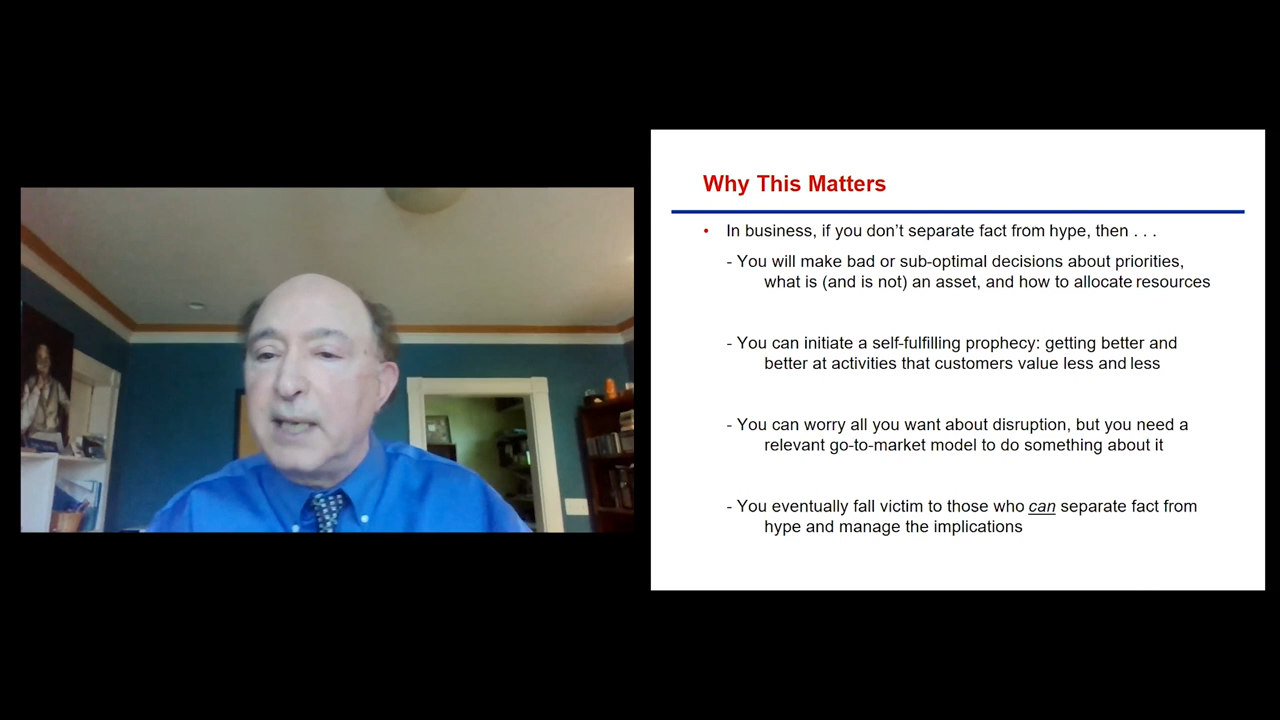 Why This Matters
• In business, if you don’t separate fact from hype, then . . .
- You will make bad or sub-optimal decisions about priorities,
what is (and is not) an asset, and how to allocate resources
- You can initiate a self-fulfilling prophecy: getting better and
better at activities that customers value less and less
- You can worry all you want about disruption, but you need a
relevant go-to-market model to do something about it
- You eventually fall victim to those who can separate fact from
hype and manage the implications